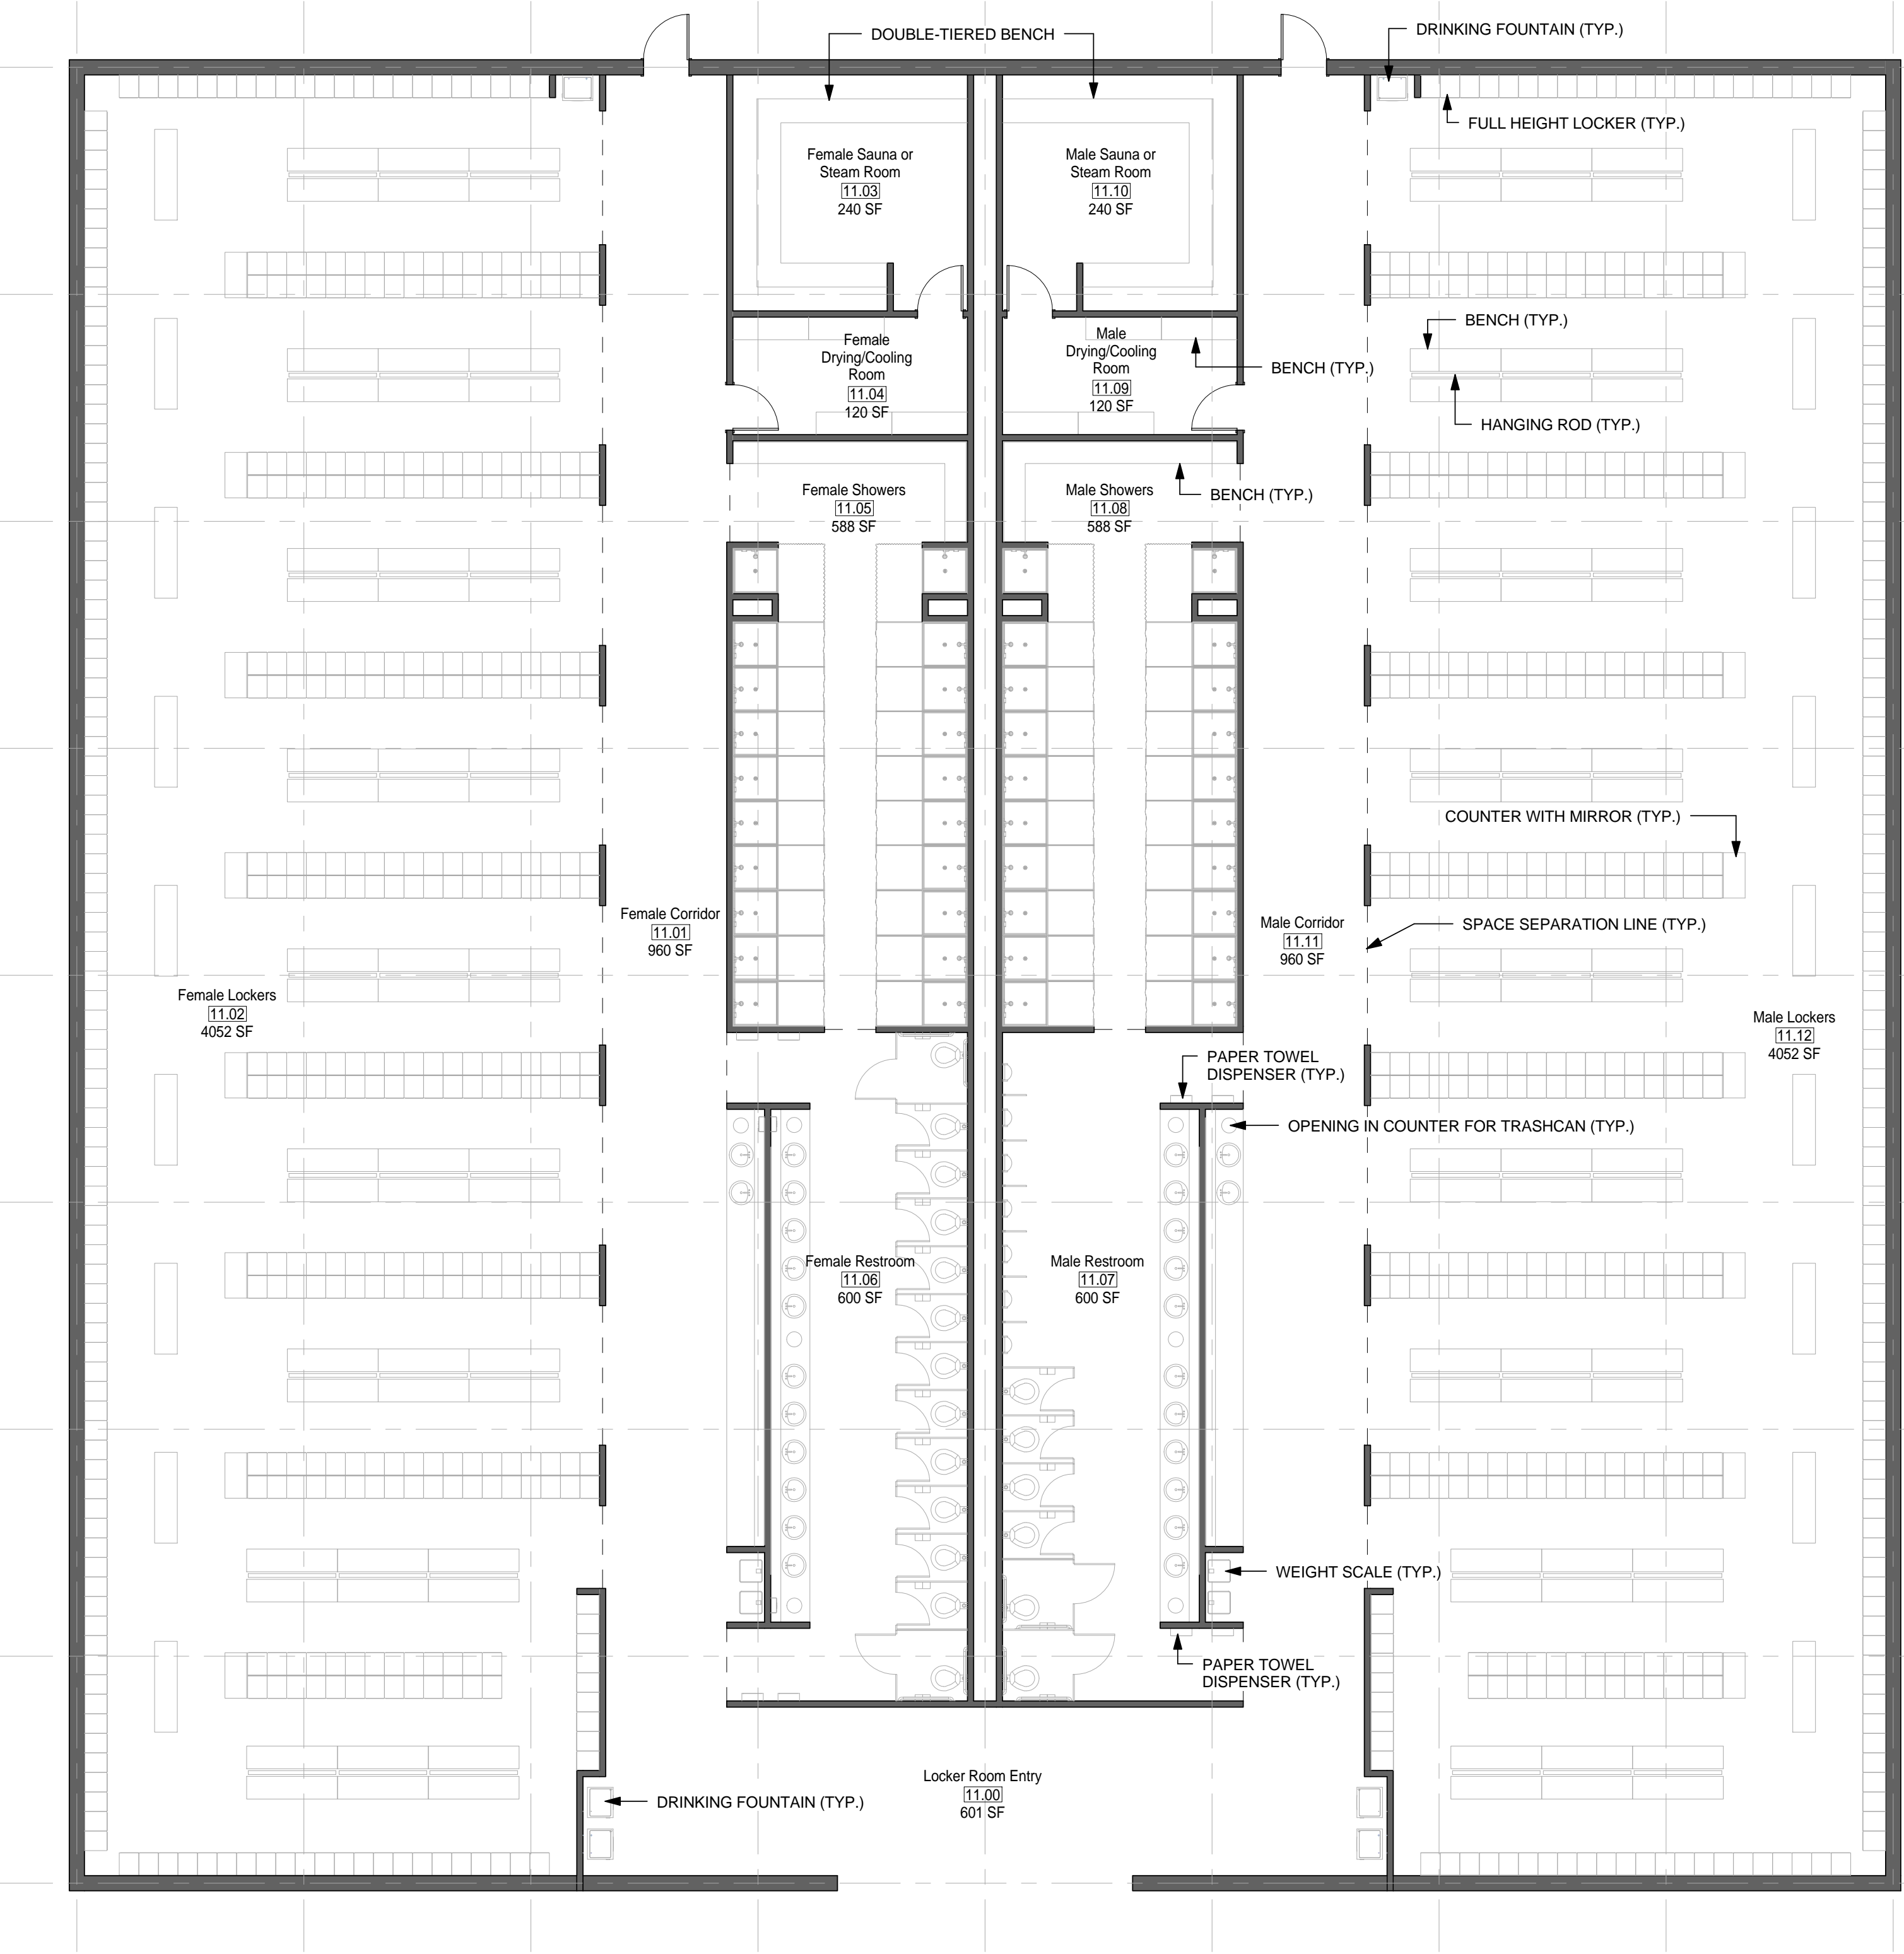 DOUBLE-TIERED BENCH
DRINKING FOUNTAIN (TYP.)
FULL HEIGHT LOCKER (TYP.)
Female Sauna or
Steam Room
11.03
240 SF
Male Sauna or
Steam Room
11.10
240 SF
BENCH (TYP.)
Female
Drying/Cooling
Room
11.04
120 SF
Male
Drying/Cooling
Room
11.09
120 SF
BENCH (TYP.)
HANGING ROD (TYP.)
Female Showers
11.05
588 SF
Male Showers
11.08
588 SF
BENCH (TYP.)
COUNTER WITH MIRROR (TYP.)
Female Corridor
11.01
960 SF
Male Corridor
11.11
960 SF
SPACE SEPARATION LINE (TYP.)
Female Lockers
11.02
4052 SF
Male Lockers
11.12
4052 SF
PAPER TOWEL
DISPENSER (TYP.)
OPENING IN COUNTER FOR TRASHCAN (TYP.)
Female Restroom
11.06
600 SF
Male Restroom
11.07
600 SF
WEIGHT SCALE (TYP.)
PAPER TOWEL
DISPENSER (TYP.)
Locker Room Entry
11.00
601 SF
DRINKING FOUNTAIN (TYP.)